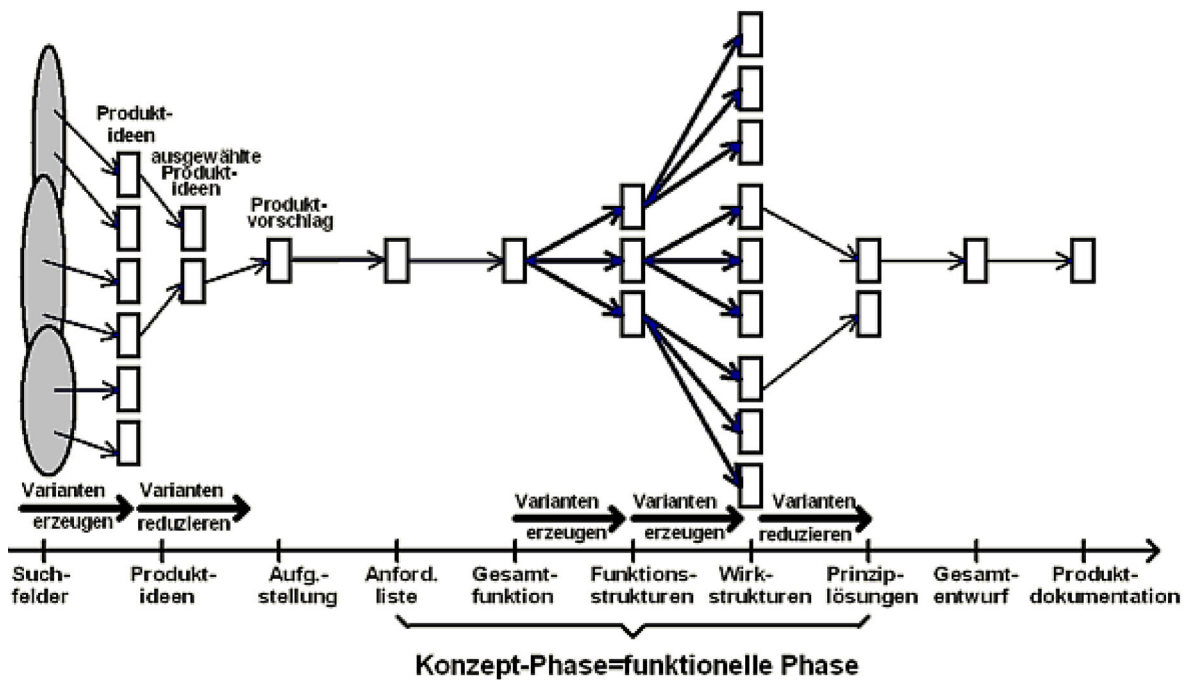 Produkt-
ideen
ausgewählte
Produkt-
ideen
Produkt-
vorschlag
Varianten
erzeugen
Varianten
reduzieren
Varianten
erzeugen
Varianten
erzeugen
Varianten
reduzieren
Such-
felder
Produkt-
ideen
Aufg.-
stellung
Anford.
liste
Gesamt-
funktion
Funktions-
strukturen
Wirk-
strukturen
Prinzip-
lösungen
Gesamt-
entwurf
Produkt-
dokumentation
Konzept-Phase=funktionelle Phase